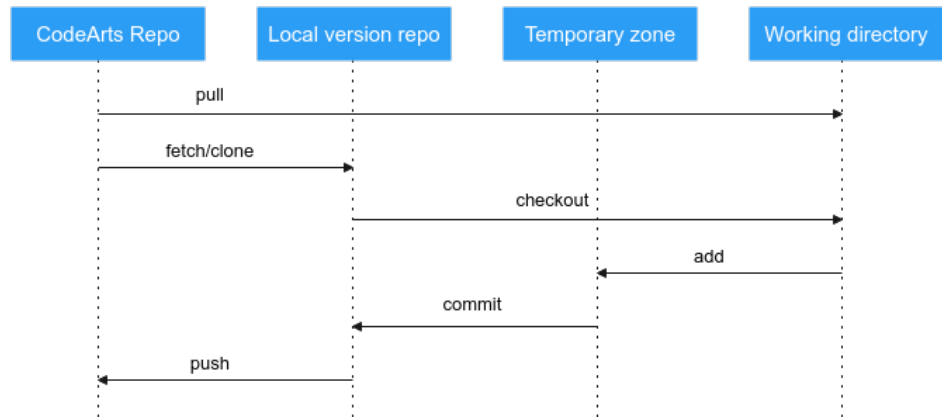 CodeArts Repo
Local version repo
Temporary zone
Working directory
pull
fetch/clone
checkout
add
commit
push